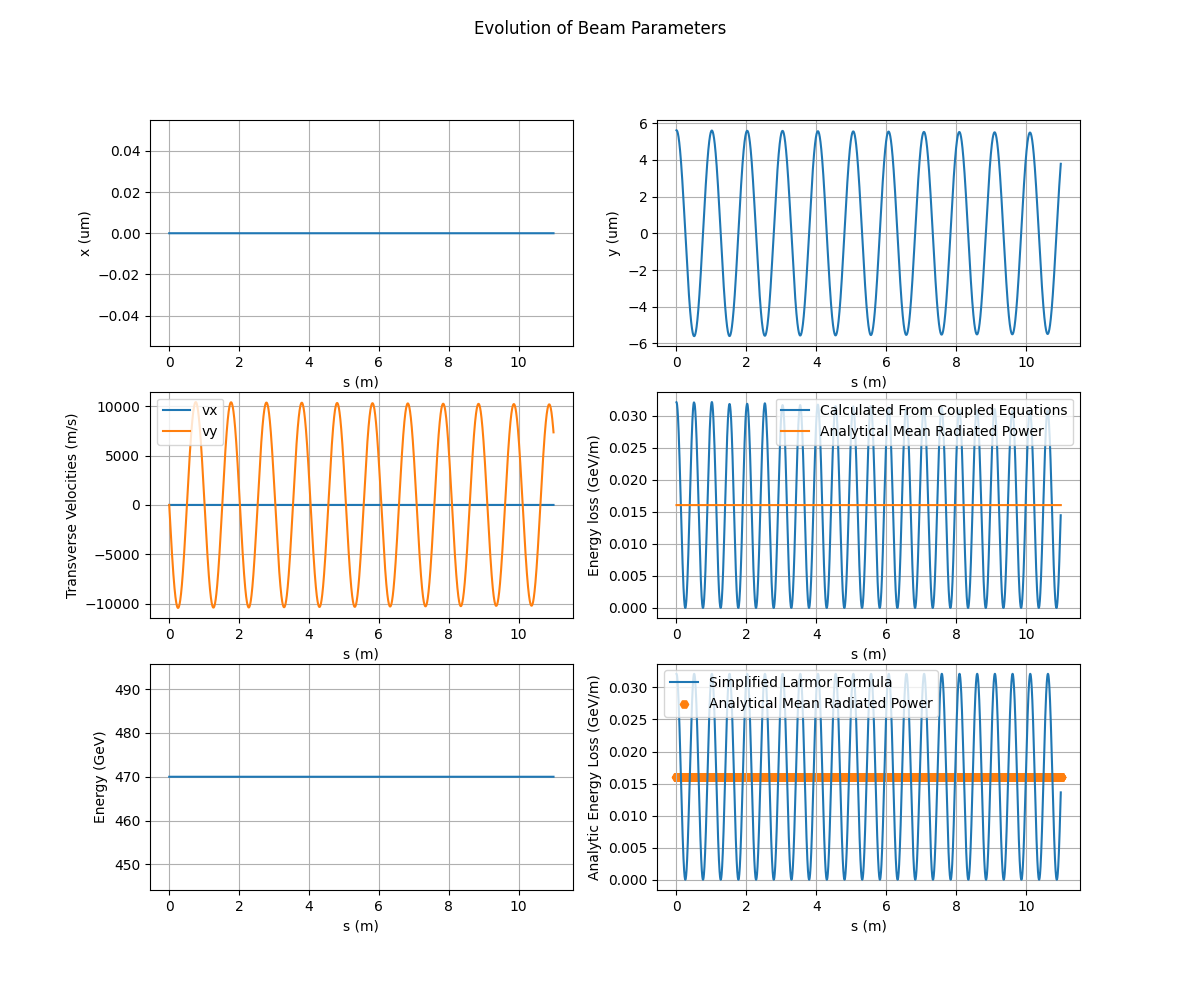 Evolution of Beam Parameters
0.04
0.02
0.00
−0.02
−0.04
x (um)
0 2 4 6 8 10
s (m)
6
4
2
0
−2
−4
−6
y (um)
0 2 4 6 8 10
s (m)
10000
5000
0
−5000
−10000
Transverse Velocities (m/s)
vx
vy
0 2 4 6 8 10
s (m)
0.030
0.025
0.020
0.015
0.010
0.005
0.000
Energy loss (GeV/m)
Calculated From Coupled Equations
Analytical Mean Radiated Power
0 2 4 6 8 10
s (m)
490
480
470
460
450
Energy (GeV)
0 2 4 6 8 10
s (m)
0.030
0.025
0.020
0.015
0.010
0.005
0.000
Analytic Energy Loss (GeV/m)
Simplified Larmor Formula
Analytical Mean Radiated Power
0 2 4 6 8 10
s (m)